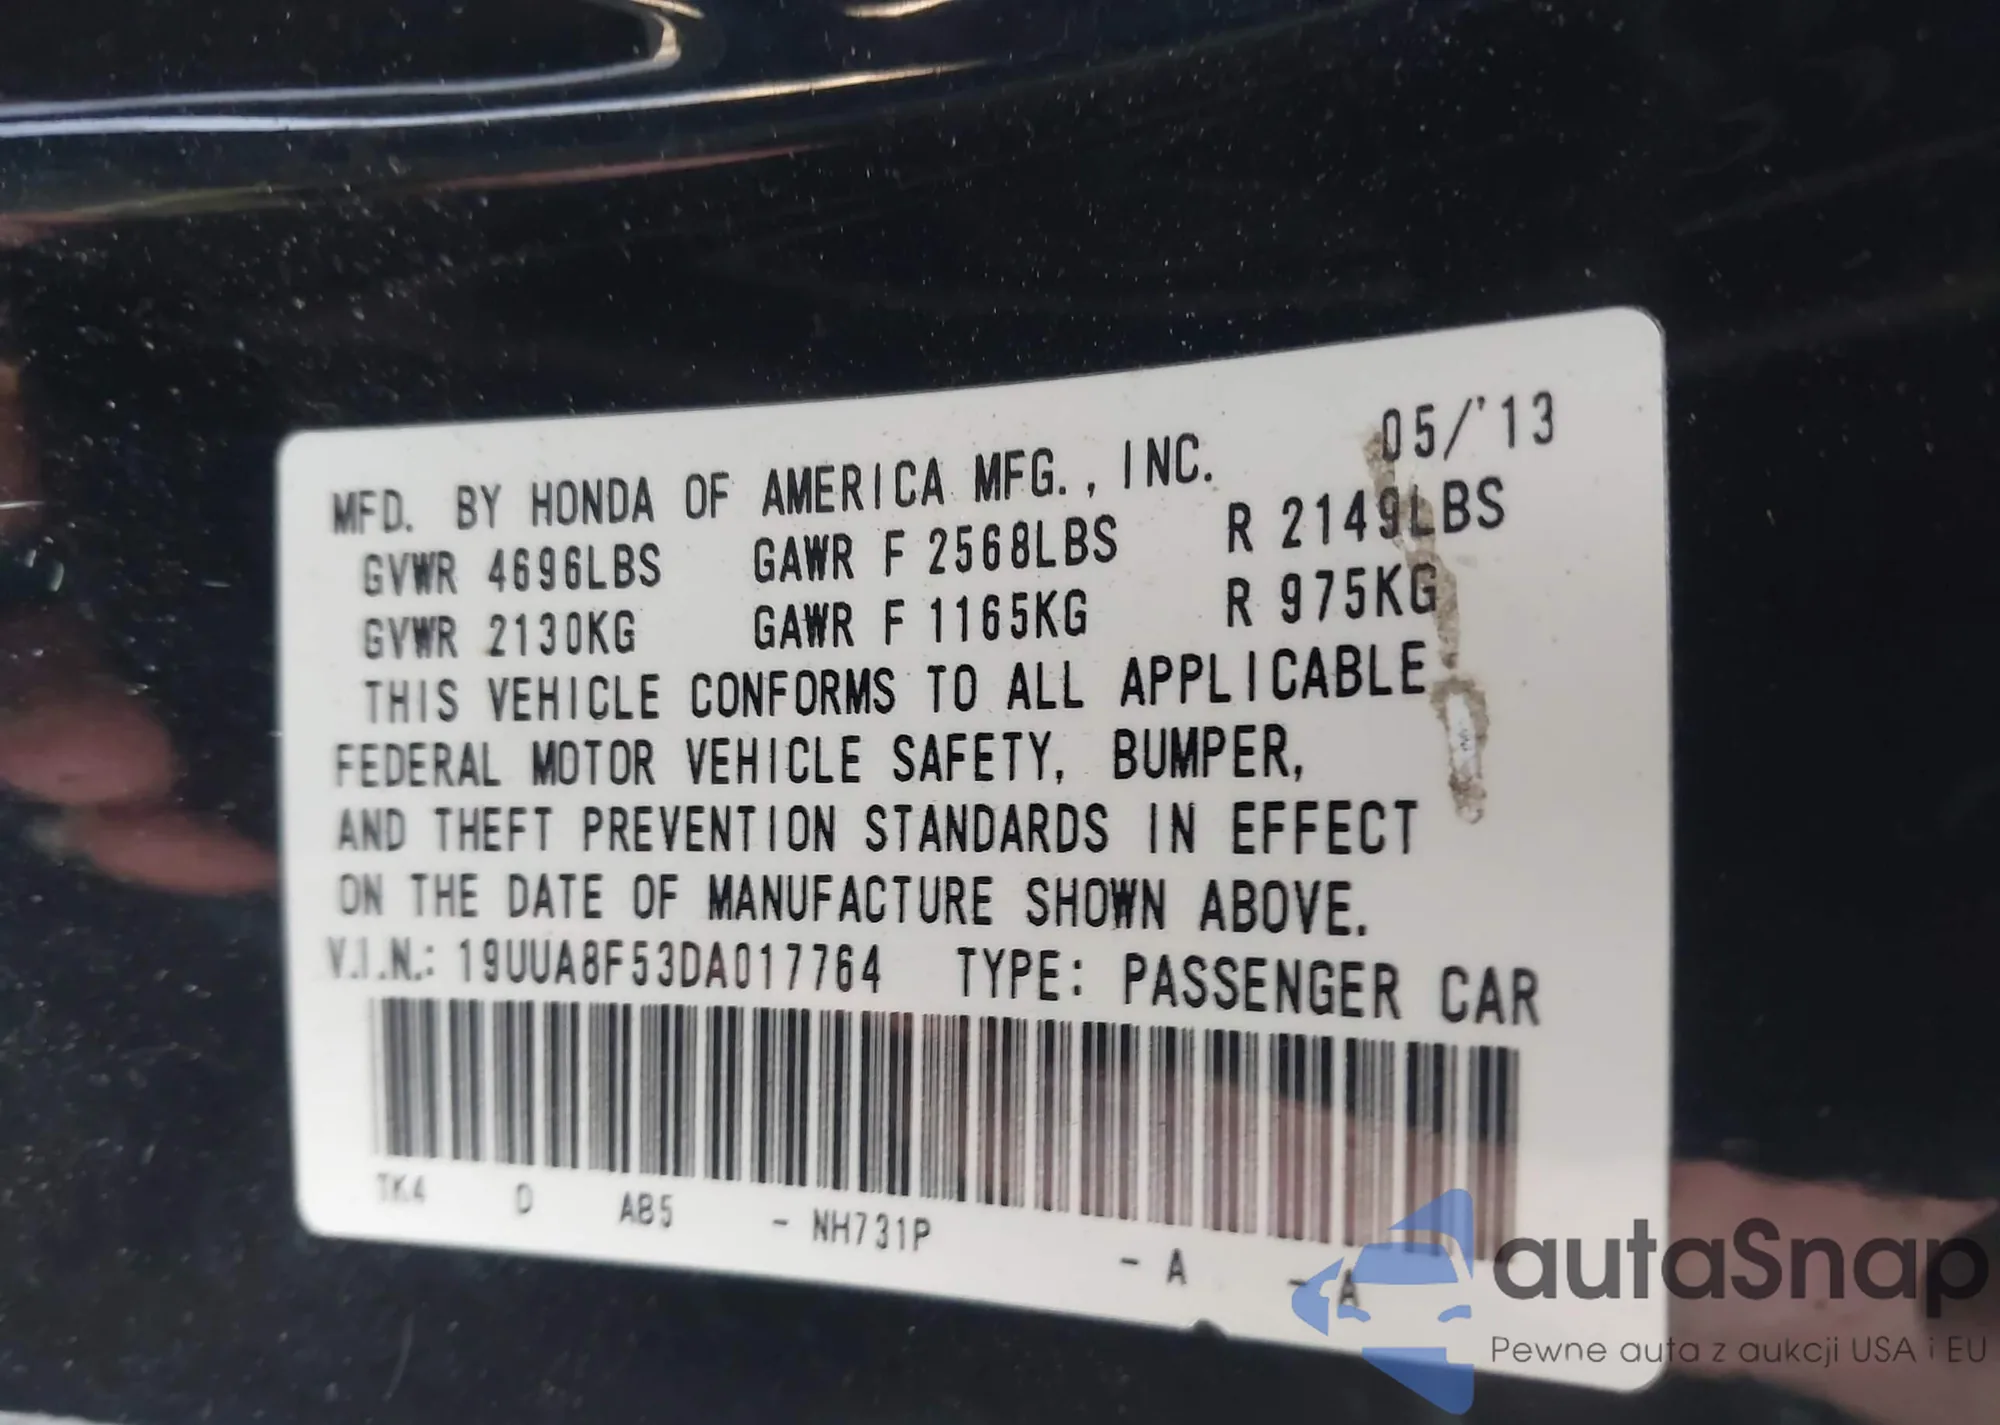 MFD. BY HONDA OF AMERICA MFG., INC. 05/'13
GVWR 4696LBS GAWR F 2568LBS R 2149LBS
GVWR 2130KG GAWR F 1165KG R 975KG
THIS VEHICLE CONFORMS TO ALL APPLICABLE
FEDERAL MOTOR VEHICLE SAFETY, BUMPER,
AND THEFT PREVENTION STANDARDS IN EFFECT
ON THE DATE OF MANUFACTURE SHOWN ABOVE.
V.I.N.: 19UUA8F53DA017764 TYPE: PASSENGER CAR
TK4 D AB5 - NH731P - A - A
autaSnap
Pewne auta z aukcji USA i EU